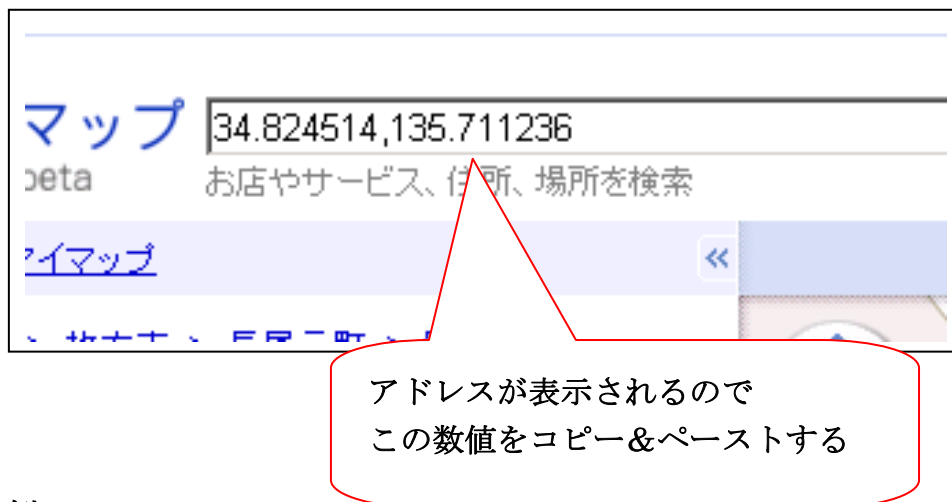 マップ 34.824514,135.711236
beta お店やサービス、住所、場所を検索
マイマップ «
アドレスが表示されるので
この数値をコピー&ペーストする